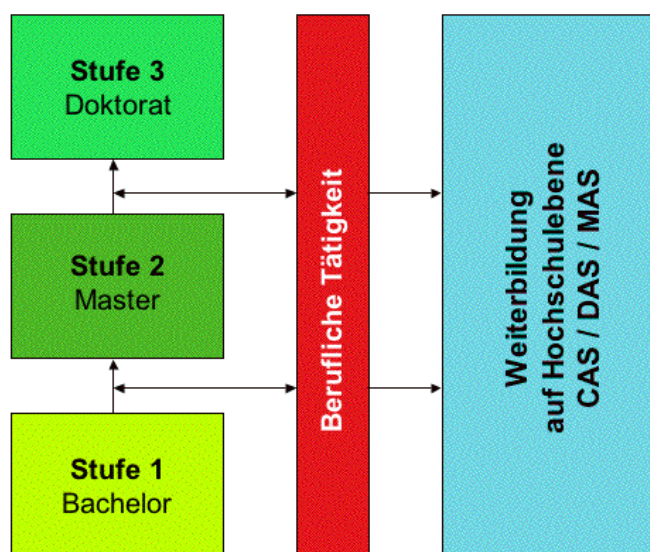 Stufe 3
Doktorat
Stufe 2
Master
Stufe 1
Bachelor
Berufliche Tätigkeit
Weiterbildung
auf Hochschulebene
CAS / DAS / MAS